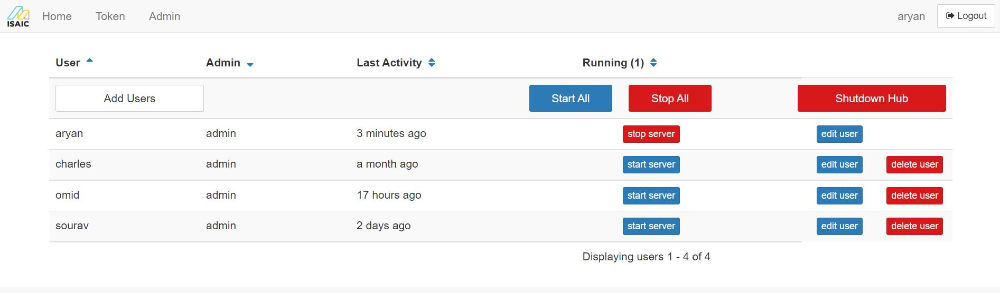 ISAIC Home Token Admin aryan Logout
User Admin Last Activity Running (1)
Add Users Start All Stop All Shutdown Hub
aryan admin 3 minutes ago stop server edit user
charles admin a month ago start server edit user delete user
omid admin 17 hours ago start server edit user delete user
sourav admin 2 days ago start server edit user delete user
Displaying users 1 - 4 of 4